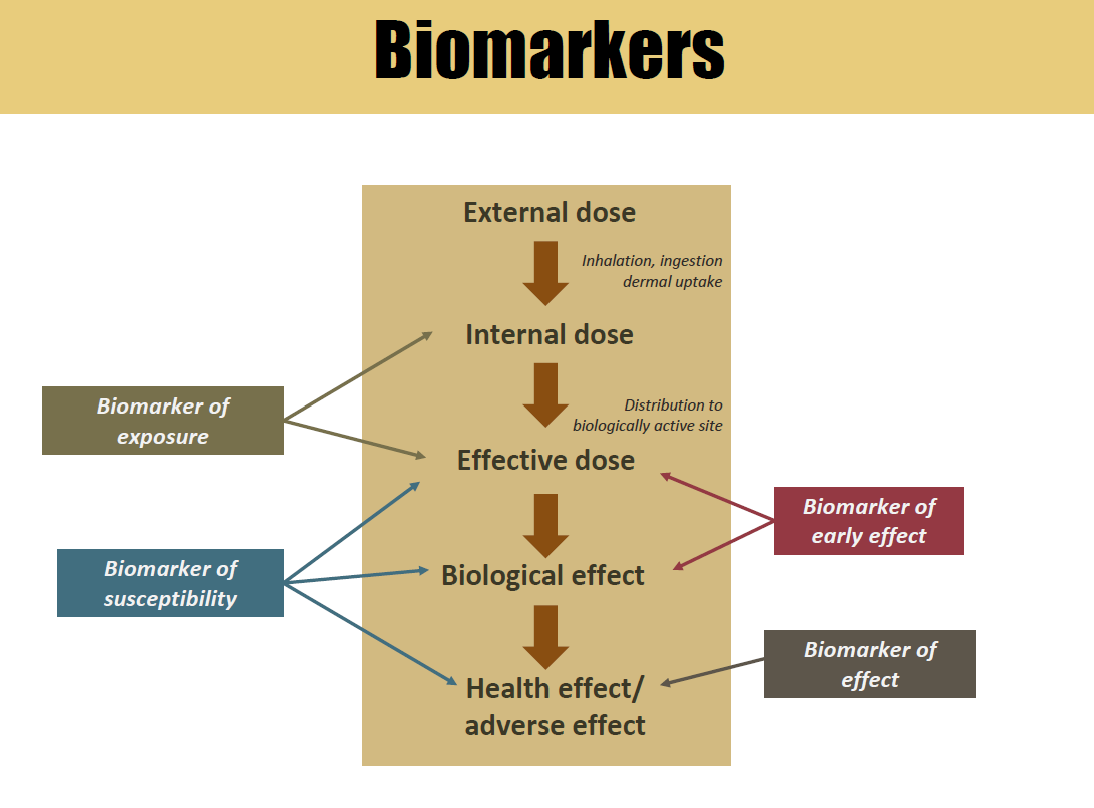 Biomarkers
External dose
Inhalation, ingestion
dermal uptake
Internal dose
Biomarker of
exposure
Distribution to
biologically active site
Effective dose
Biomarker of
early effect
Biomarker of
susceptibility
Biological effect
Biomarker of
effect
Health effect/
adverse effect